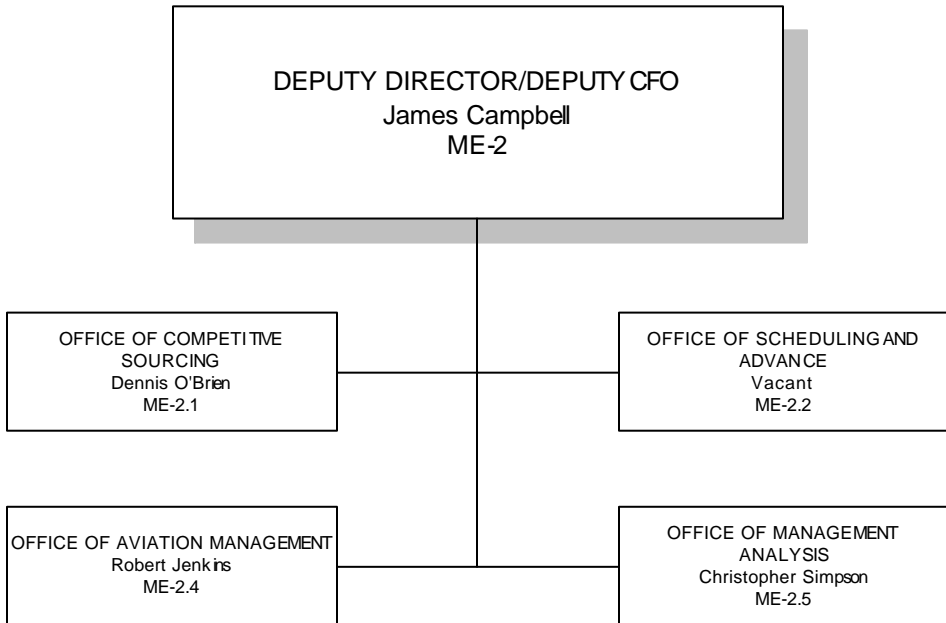 DEPUTY DIRECTOR/DEPUTY CFO
James Campbell
ME-2
OFFICE OF COMPETITIVE
SOURCING
Dennis O'Brien
ME-2.1
OFFICE OF SCHEDULING AND
ADVANCE
Vacant
ME-2.2
OFFICE OF AVIATION MANAGEMENT
Robert Jenkins
ME-2.4
OFFICE OF MANAGEMENT
ANALYSIS
Christopher Simpson
ME-2.5